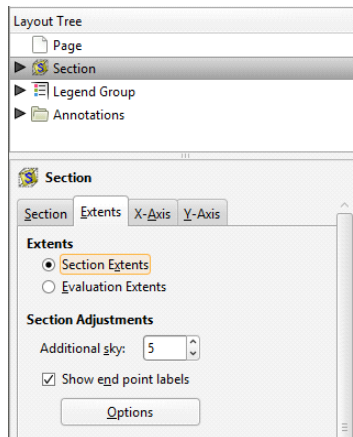 Layout Tree
Page
Section
Legend Group
Annotations
Section
Section Extents X-Axis Y-Axis
Extents
Section Extents
Evaluation Extents
Section Adjustments
Additional sky: 5
Show end point labels
Options